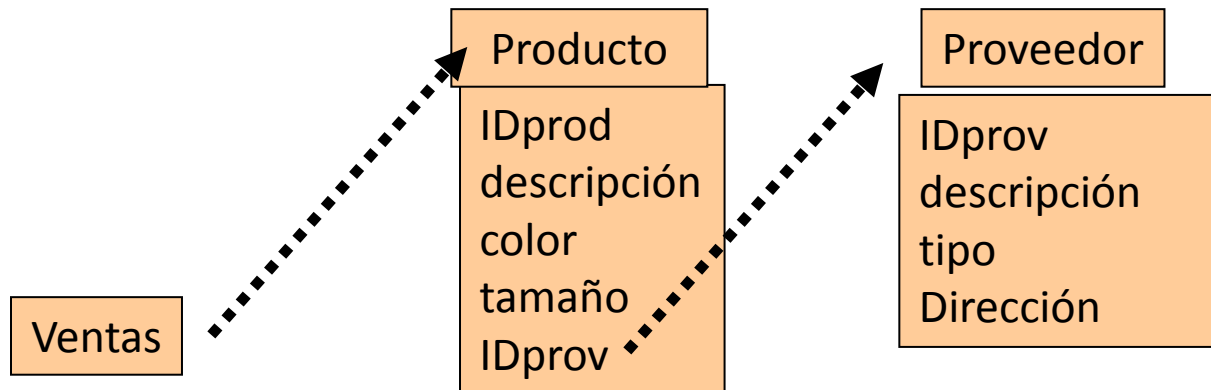 Producto
IDprod
descripción
color
tamaño
IDprov
Proveedor
IDprov
descripción
tipo
Dirección
Ventas